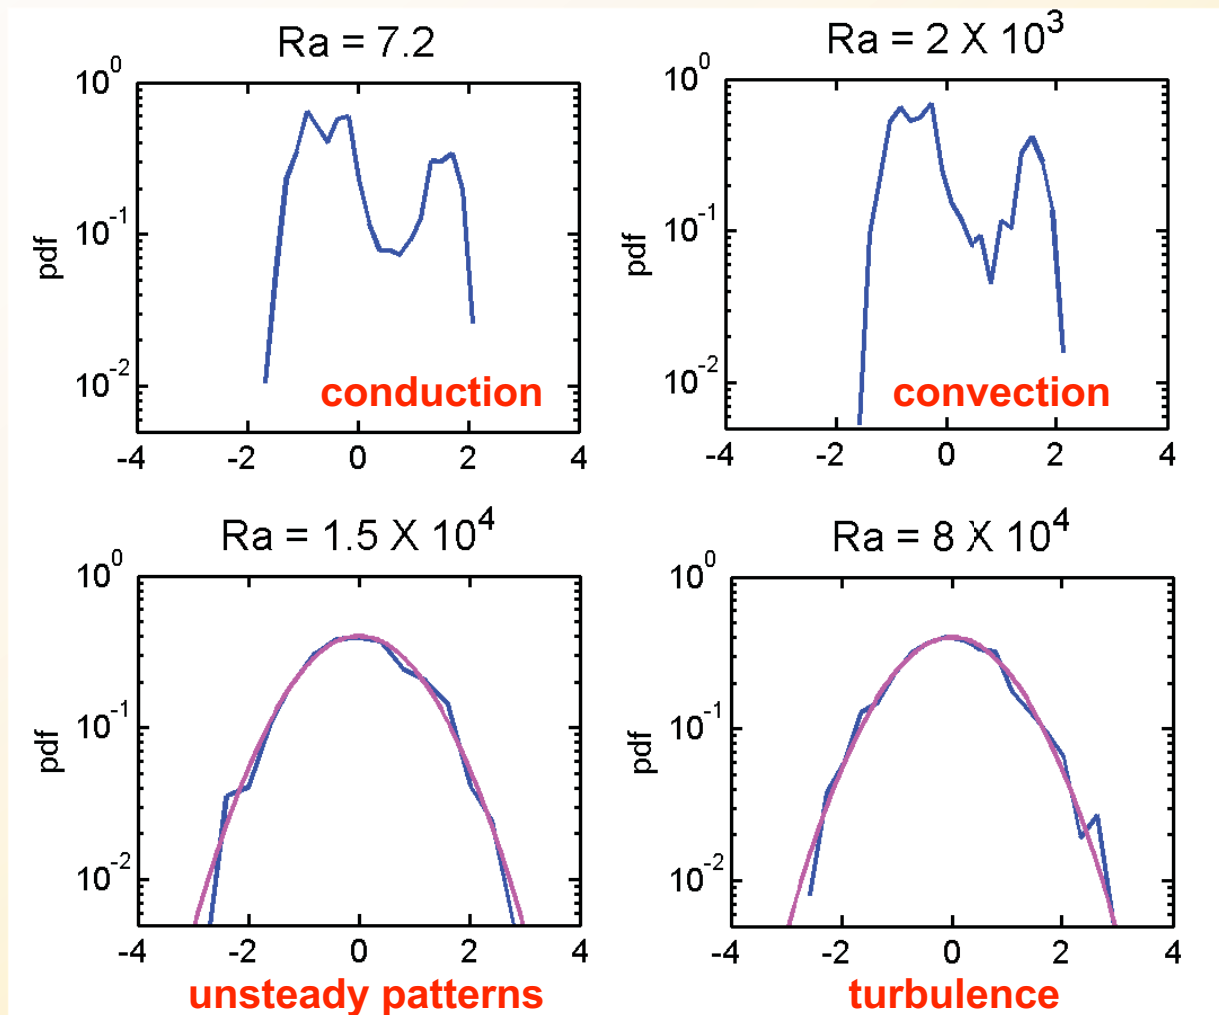 Ra = 7.2
10^0
10^-1
10^-2
pdf
conduction
-4 -2 0 2 4
Ra = 2 X 10^3
10^0
10^-1
10^-2
pdf
convection
-4 -2 0 2 4
Ra = 1.5 X 10^4
10^0
10^-1
10^-2
pdf
-4 -2 0 2 4
unsteady patterns
Ra = 8 X 10^4
10^0
10^-1
10^-2
pdf
-4 -2 0 2 4
turbulence